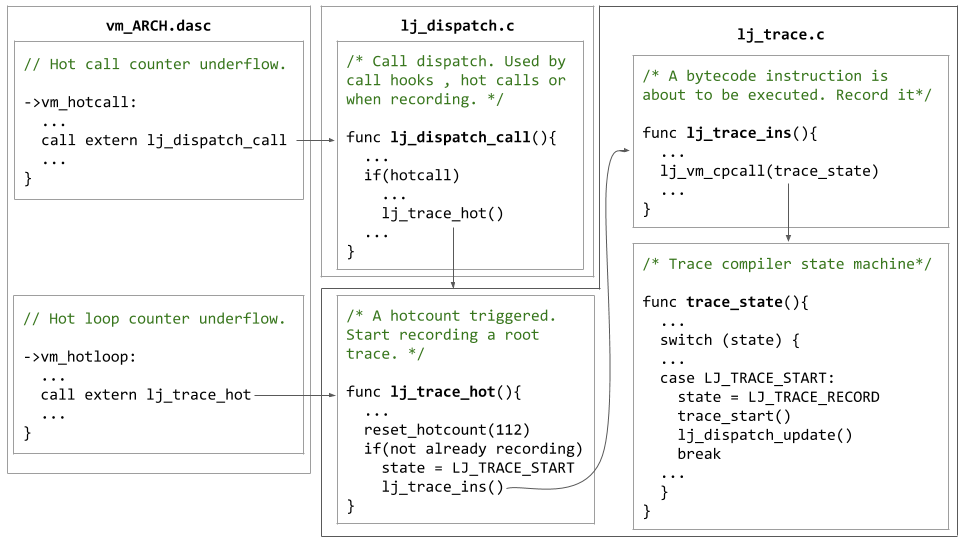 vm_ARCH.dasc
// Hot call counter underflow.
->vm_hotcall:
...
call extern lj_dispatch_call
...
}
// Hot loop counter underflow.
->vm_hotloop:
...
call extern lj_trace_hot
...
}
lj_dispatch.c
/* Call dispatch. Used by
call hooks , hot calls or
when recording. */
func lj_dispatch_call(){
...
if(hotcall)
...
lj_trace_hot()
...
}
/* A hotcount triggered.
Start recording a root
trace. */
func lj_trace_hot(){
...
reset_hotcount(112)
if(not already recording)
state = LJ_TRACE_START
lj_trace_ins()
}
lj_trace.c
/* A bytecode instruction is
about to be executed. Record it*/
func lj_trace_ins(){
...
lj_vm_cpcall(trace_state)
...
}
/* Trace compiler state machine*/
func trace_state(){
...
switch (state) {
...
case LJ_TRACE_START:
state = LJ_TRACE_RECORD
trace_start()
lj_dispatch_update()
break
...
}
}